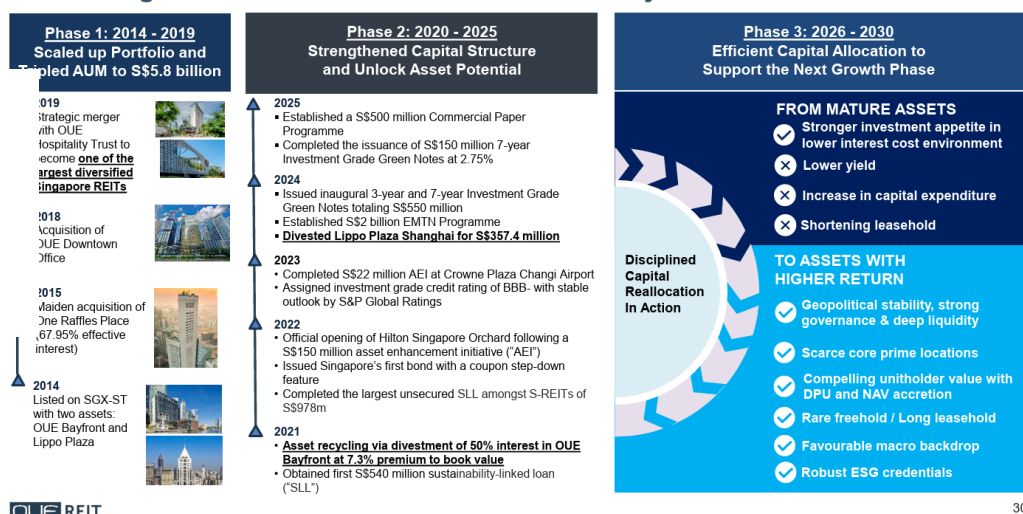 Phase 1: 2014 - 2019
Scaled up Portfolio and
Tripled AUM to S$5.8 billion
2019
Strategic merger
with OUE
Hospitality Trust to
become one of the
largest diversified
Singapore REITs
2018
Acquisition of
OUE Downtown
Office
2015
Maiden acquisition of
One Raffles Place
(67.95% effective
interest)
2014
Listed on SGX-ST
with two assets:
OUE Bayfront and
Lippo Plaza
Phase 2: 2020 - 2025
Strengthened Capital Structure
and Unlock Asset Potential
2025
▪ Established a S$500 million Commercial Paper
Programme
▪ Completed the issuance of S$150 million 7-year
Investment Grade Green Notes at 2.75%
2024
▪ Issued inaugural 3-year and 7-year Investment Grade
Green Notes totaling S$550 million
▪ Established S$2 billion EMTN Programme
▪ Divested Lippo Plaza Shanghai for S$357.4 million
2023
• Completed S$22 million AEI at Crowne Plaza Changi Airport
• Assigned investment grade credit rating of BBB- with stable
outlook by S&P Global Ratings
2022
• Official opening of Hilton Singapore Orchard following a
S$150 million asset enhancement initiative ("AEI")
• Issued Singapore's first bond with a coupon step-down
feature
• Completed the largest unsecured SLL amongst S-REITs of
S$978m
2021
• Asset recycling via divestment of 50% interest in OUE
Bayfront at 7.3% premium to book value
• Obtained first S$540 million sustainability-linked loan
("SLL")
Phase 3: 2026 - 2030
Efficient Capital Allocation to
Support the Next Growth Phase
Disciplined
Capital
Reallocation
In Action
FROM MATURE ASSETS
Stronger investment appetite in
lower interest cost environment
Lower yield
Increase in capital expenditure
Shortening leasehold
TO ASSETS WITH
HIGHER RETURN
Geopolitical stability, strong
governance & deep liquidity
Scarce core prime locations
Compelling unitholder value with
DPU and NAV accretion
Rare freehold / Long leasehold
Favourable macro backdrop
Robust ESG credentials
OUE REIT
30